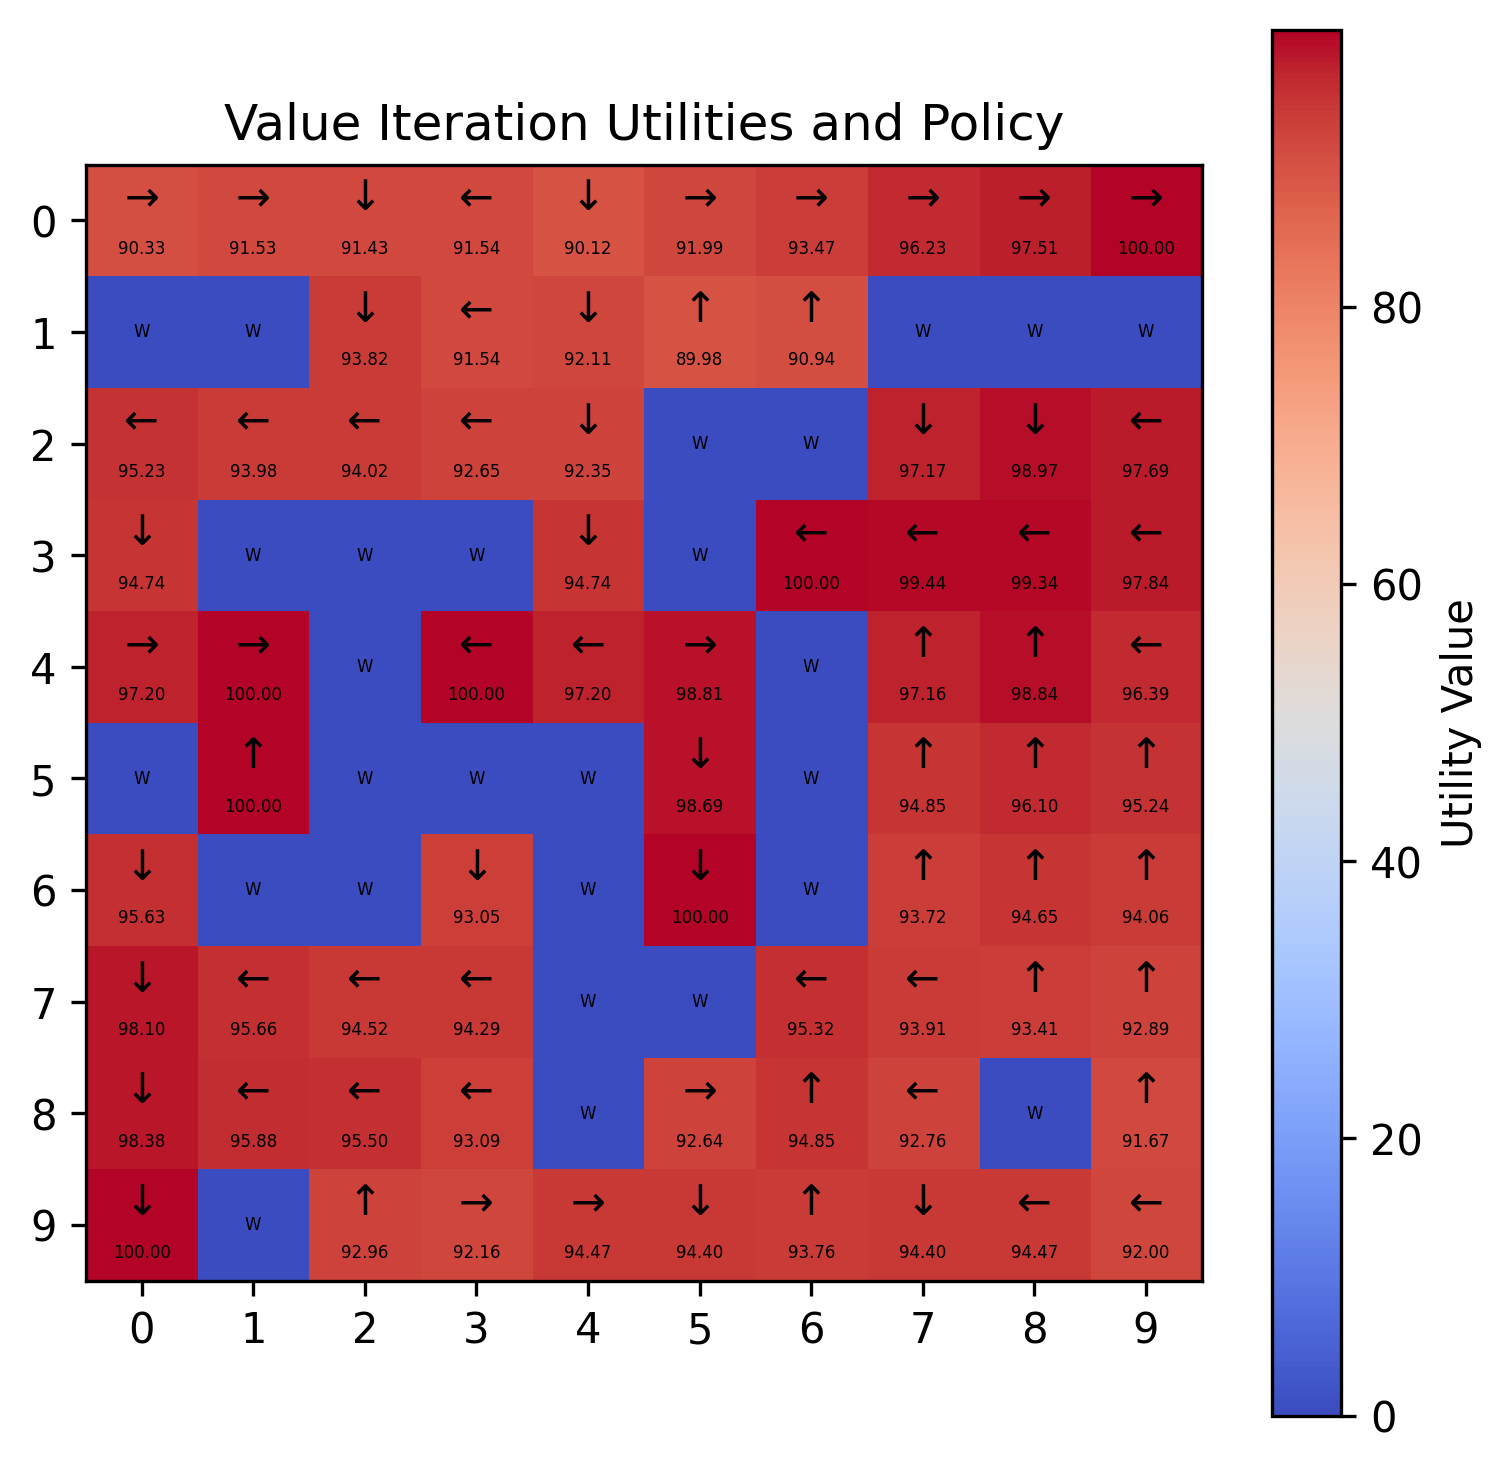 Value Iteration Utilities and Policy
0 → → ↓ ← ↓ → → → → →
90.33 91.53 91.43 91.54 90.12 91.99 93.47 96.23 97.51 100.00
1 W W ↓ ← ↓ ↑ ↑ W W W
93.82 91.54 92.11 89.98 90.94
2 ← ← ← ← ↓ W W ↓ ↓ ←
95.23 93.98 94.02 92.65 92.35 97.17 98.97 97.69
3 ↓ W W W ↓ W ← ← ← ←
94.74 94.74 100.00 99.44 99.34 97.84
4 → → W ← ← → W ↑ ↑ ←
97.20 100.00 100.00 97.20 98.81 97.16 98.84 96.39
5 W ↑ W W W ↓ W ↑ ↑ ↑
100.00 98.69 94.85 96.10 95.24
6 ↓ W W ↓ W ↓ W ↑ ↑ ↑
95.63 93.05 100.00 93.72 94.65 94.06
7 ↓ ← ← ← W W ← ← ↑ ↑
98.10 95.66 94.52 94.29 95.32 93.91 93.41 92.89
8 ↓ ← ← ← W → ↑ ← W ↑
98.38 95.88 95.50 93.09 92.64 94.85 92.76 91.67
9 ↓ W ↑ → → ↓ ↑ ↓ ← ←
100.00 92.96 92.16 94.47 94.40 93.76 94.40 94.47 92.00
0 1 2 3 4 5 6 7 8 9
80
60
40
20
0
Utility Value